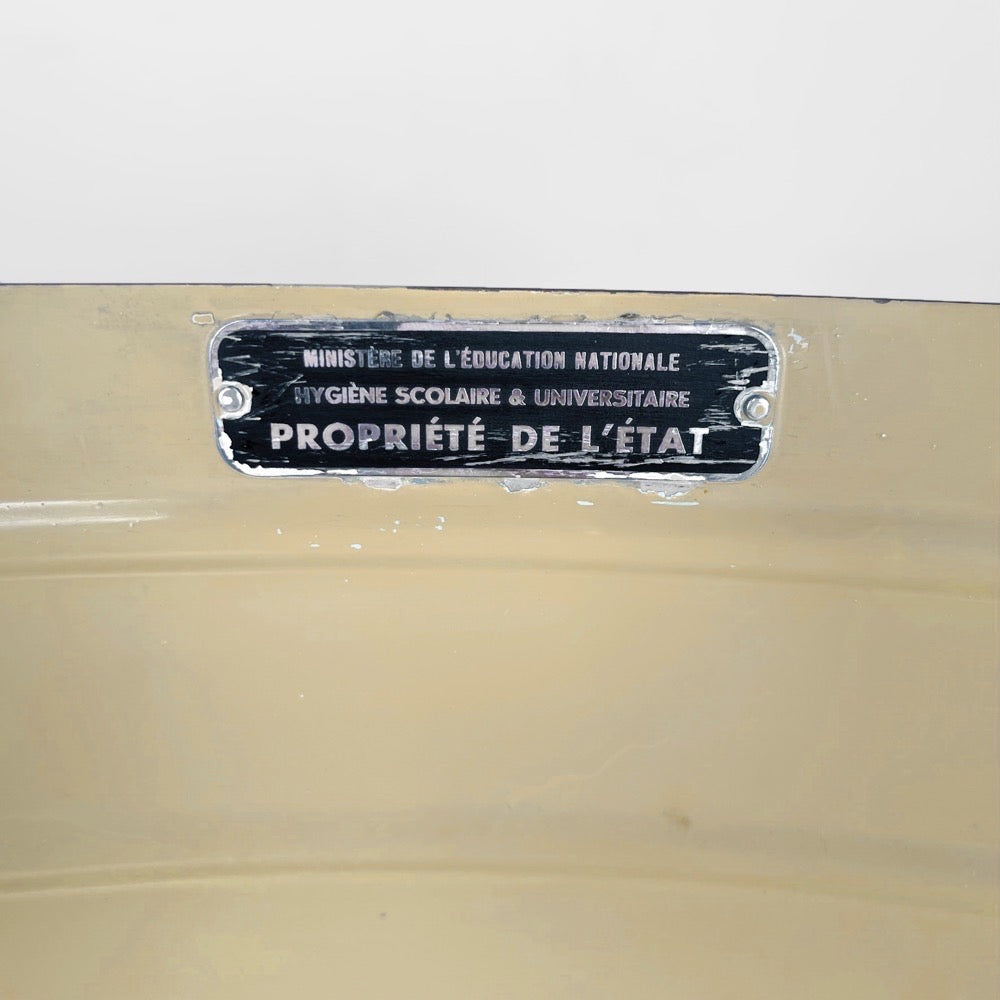 MINISTÈRE DE L'ÉDUCATION NATIONALE
HYGIÈNE SCOLAIRE & UNIVERSITAIRE
PROPRIÉTÉ DE L'ÉTAT